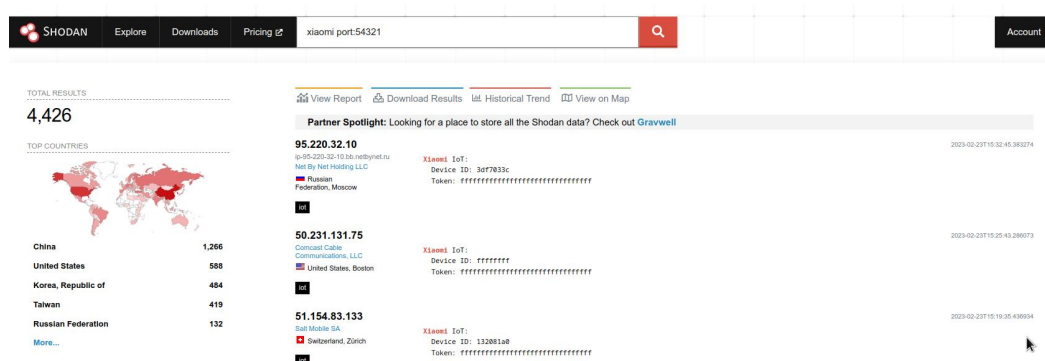 SHODAN Explore Downloads Pricing xiaomi port:54321 Account
TOTAL RESULTS
4,426
TOP COUNTRIES
China 1,266
United States 588
Korea, Republic of 484
Taiwan 419
Russian Federation 132
More...
View Report Download Results Historical Trend View on Map
Partner Spotlight: Looking for a place to store all the Shodan data? Check out Gravwell
95.220.32.10 2023-02-23T15:32:45.383274
ip-95-220-32-10.bb.netbynet.ru
Net By Net Holding LLC
Russian
Federation, Moscow
iot
Xiaomi IoT:
Device ID: 3df7033c
Token: ffffffffffffffffffffffffffffffff
50.231.131.75 2023-02-23T15:25:43.286073
Comcast Cable
Communications, LLC
United States, Boston
iot
Xiaomi IoT:
Device ID: ffffffff
Token: ffffffffffffffffffffffffffffffff
51.154.83.133 2023-02-23T15:19:35.436934
Salt Mobile SA
Switzerland, Zürich
iot
Xiaomi IoT:
Device ID: 132081a0
Token: ffffffffffffffffffffffffffffffff